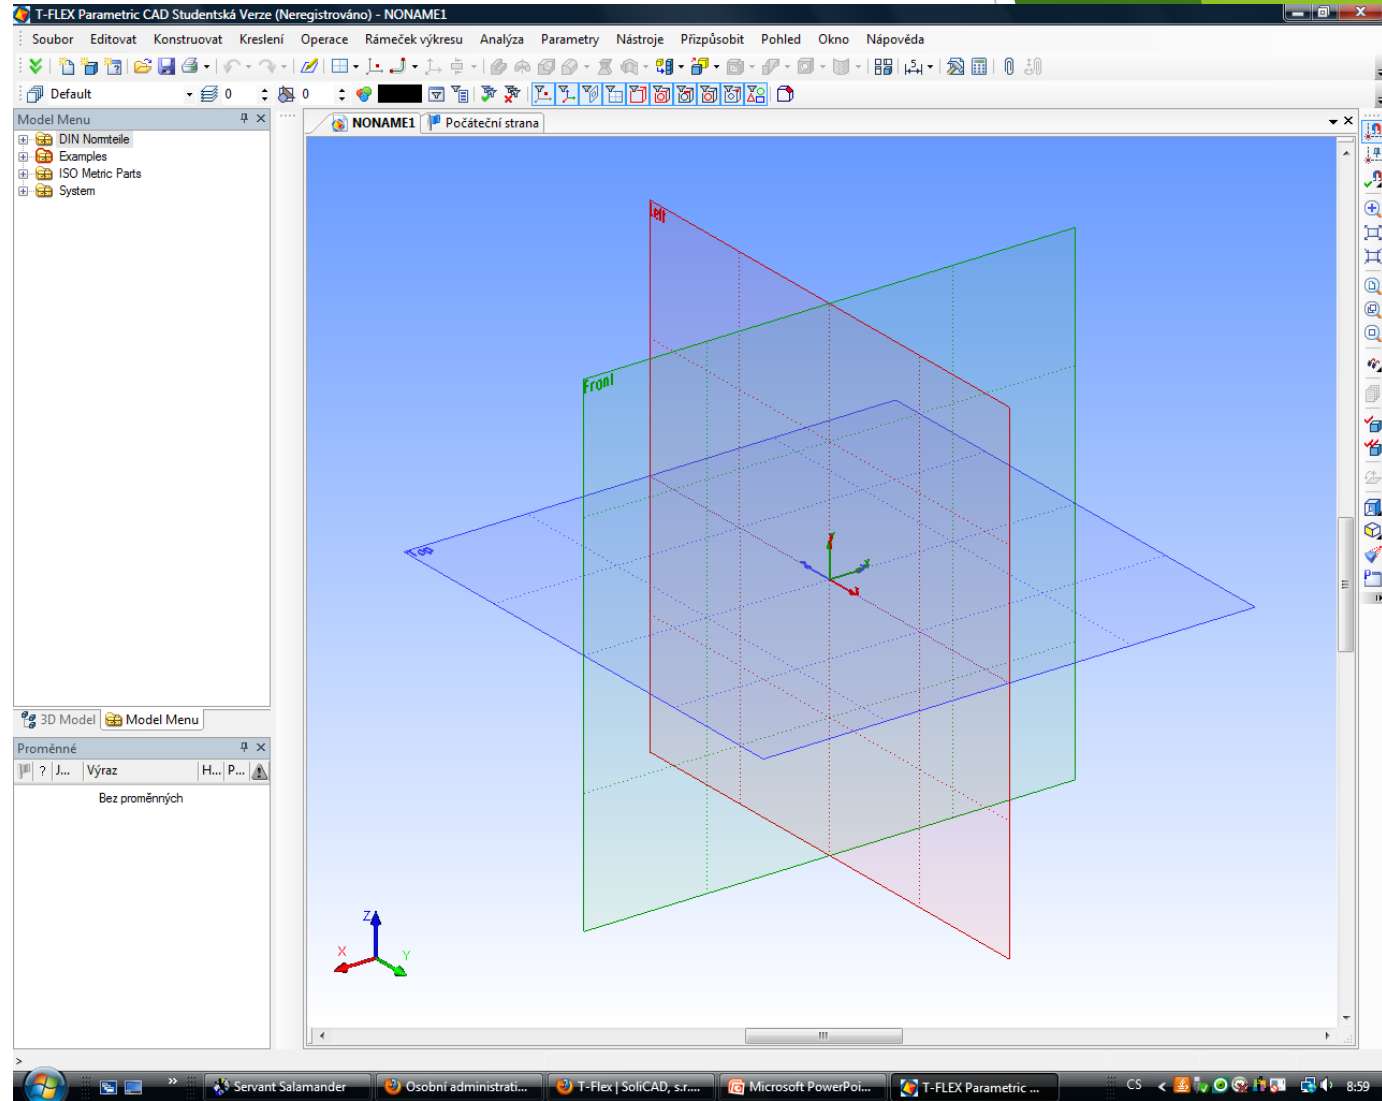 T-FLEX Parametric CAD Studentská Verze (Neregistrováno) - NONAME1
Soubor Editovat Konstruovat Kreslení Operace Rámeček výkresu Analýza Parametry Nástroje Přizpůsobit Pohled Okno Nápověda
Default 0 0
Model Menu
NONAME1 Počáteční strana
DIN Normteile
Examples
ISO Metric Parts
System
Left
Front
Top
3D Model Model Menu
Proměnné
? J... Výraz H... P...
Bez proměnných
Z
X Y
>
Servant Salamander Osobní administrati... T-Flex | SoliCAD, s.r.... Microsoft PowerPoi... T-FLEX Parametric ... CS 8:59